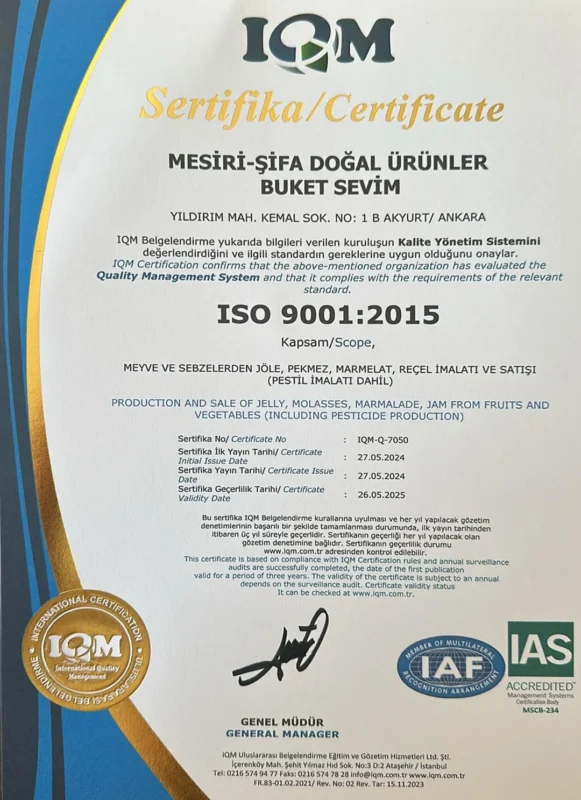 IQM
Sertifika/Certificate
MESİRİ-ŞİFA DOĞAL ÜRÜNLER
BUKET SEVİM
YILDIRIM MAH. KEMAL SOK. NO: 1 B AKYURT/ ANKARA
IQM Belgelendirme yukarıda bilgileri verilen kuruluşun Kalite Yönetim Sistemini
değerlendirdiğini ve ilgili standardın gereklerine uygun olduğunu onaylar.
IQM Certification confirms that the above-mentioned organization has evaluated the
Quality Management System and that it complies with the requirements of the relevant
standard.
ISO 9001:2015
Kapsam/Scope,
MEYVE VE SEBZELERDEN JÖLE, PEKMEZ, MARMELAT, REÇEL İMALATI VE SATIŞI
(PESTİL İMALATI DAHİL)
PRODUCTION AND SALE OF JELLY, MOLASSES, MARMALADE, JAM FROM FRUITS AND
VEGETABLES (INCLUDING PESTICIDE PRODUCTION)
Sertifika No/ Certificate No : IQM-Q-7050
Sertifika İlk Yayın Tarihi/ Certificate
Initial Issue Date : 27.05.2024
Sertifika Yayın Tarihi/ Certificate Issue
Date : 27.05.2024
Sertifika Geçerlilik Tarihi/ Certificate
Validity Date : 26.05.2025
Bu sertifika IQM Belgelendirme kurallarına uyulması ve her yıl yapılacak gözetim
denetimlerinin başarılı bir şekilde tamamlanması durumunda, ilk yayın tarihinden
itibaren üç yıl süreyle geçerlidir. Sertifikanın geçerliği her yıl yapılacak olan
gözetim denetimine bağlıdır. Sertifikanın geçerlilik durumu
www.iqm.com.tr adresinden kontrol edilebilir.
This certificate is based on compliance with IQM Certification rules and annual surveillance
audits are successfully completed, the date of the first publication
valid for a period of three years. The validity of the certificate is subject to an annual
depends on the surveillance audit. Certificate validity status
It can be checked at www.iqm.com.tr.
INTERNATIONAL CERTIFICATION
IQM
International Quality
Management
ULUSLARARASI BELGELENDİRME
MEMBER OF MULTILATERAL
IAF
RECOGNITION ARRANGEMENT
IAS
ACCREDITED
Management Systems
Certification Body
MSCB-234
GENEL MÜDÜR
GENERAL MANAGER
IQM Uluslararası Belgelendirme Eğitim ve Gözetim Hizmetleri Ltd. Şti.
İçerenköy Mah. Şehit Yılmaz Hıd Sok. No:3 D:2 Ataşehir / İstanbul
Tel: 0216 574 94 77 Faks: 0216 574 78 28 info@iqm.com.tr www.iqm.com.tr
FR.83-01.02.2021/ Rev. No: 02 Rev. Tar: 15.11.2023